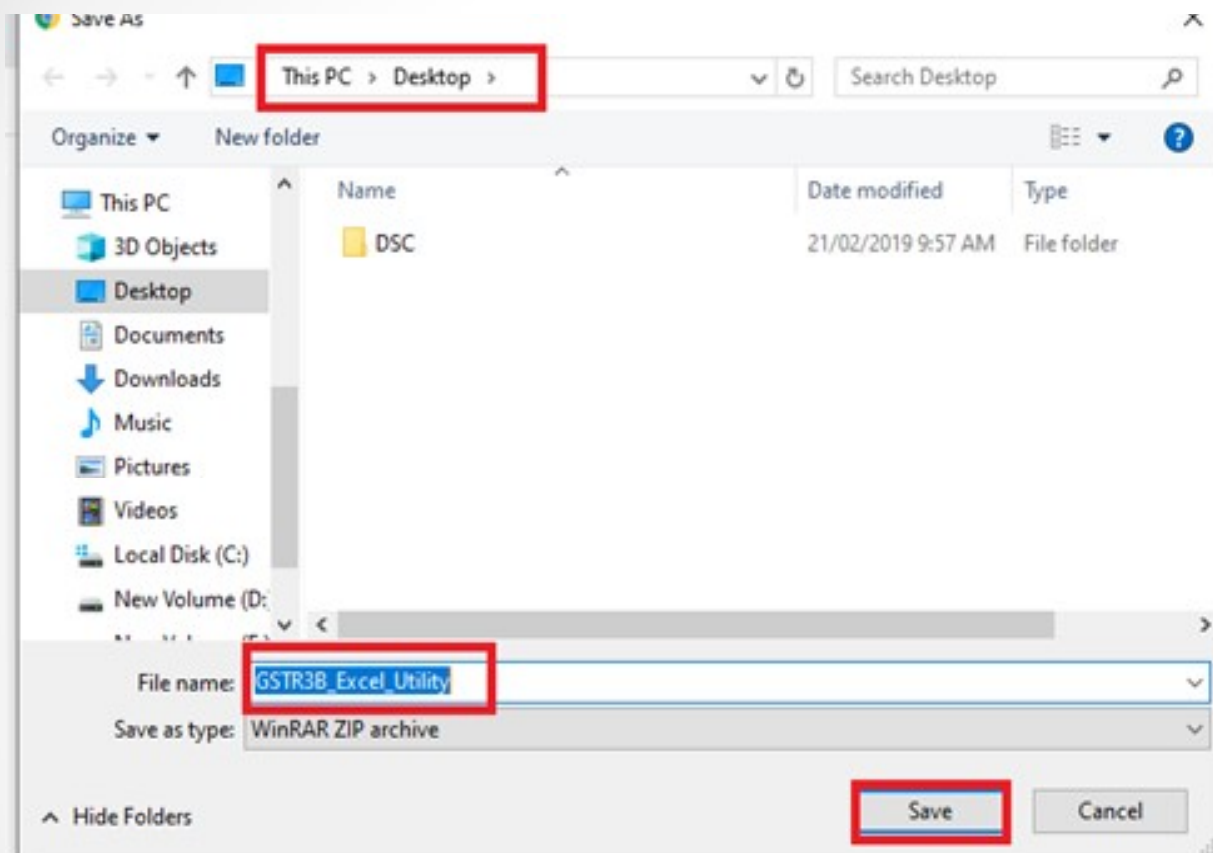 Save As
This PC > Desktop >
Search Desktop
Organize
New folder
Name
Date modified
Type
This PC
3D Objects
DSC
21/02/2019 9:57 AM
File folder
Desktop
Documents
Downloads
Music
Pictures
Videos
Local Disk (C:)
New Volume (D:
File name: GSTR3B_Excel_Utility
Save as type: WinRAR ZIP archive
Hide Folders
Save
Cancel